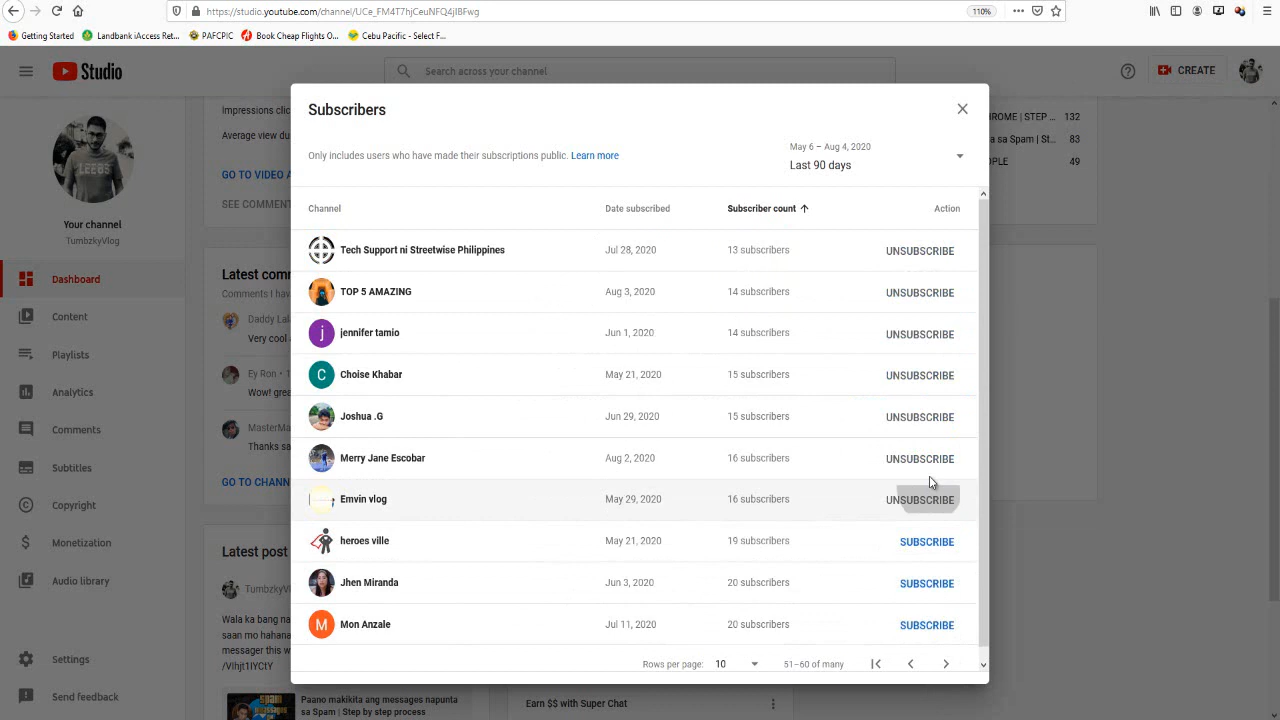 https://studio.youtube.com/channel/UCe_FM4T7hjCeuNFQ4jIBFwg
110%
Getting Started
Landbank iAccess Ret...
PAFCPIC
Book Cheap Flights O...
Cebu Pacific - Select F...
Studio
Search across your channel
CREATE
Your channel
TumbzkyVlog
Dashboard
Content
Playlists
Analytics
Comments
Subtitles
Copyright
Monetization
Audio library
Settings
Send feedback
Impressions clic
Average view du
GO TO VIDEO A
SEE COMMEN
Latest comm
Comments I hav
Daddy Lala
Very cool
Ey Ron • 1
Wow! grea
MasterMa
Thanks sa
GO TO CHANN
Latest post
TumbzkyV
Wala ka bang na
saan mo hahana
messager this w
/VIhjt1IYCtY
Paano makikita ang messages napunta
sa Spam | Step by step process
HROME | STEP ... 132
a Spam | St... 83
OPLE 49
Earn $$ with Super Chat
Subscribers
Only includes users who have made their subscriptions public. Learn more
May 6 – Aug 4, 2020
Last 90 days
Channel Date subscribed Subscriber count Action
Tech Support ni Streetwise Philippines Jul 28, 2020 13 subscribers UNSUBSCRIBE
TOP 5 AMAZING Aug 3, 2020 14 subscribers UNSUBSCRIBE
jennifer tamio Jun 1, 2020 14 subscribers UNSUBSCRIBE
Choise Khabar May 21, 2020 15 subscribers UNSUBSCRIBE
Joshua .G Jun 29, 2020 15 subscribers UNSUBSCRIBE
Merry Jane Escobar Aug 2, 2020 16 subscribers UNSUBSCRIBE
Emvin vlog May 29, 2020 16 subscribers UNSUBSCRIBE
heroes ville May 21, 2020 19 subscribers SUBSCRIBE
Jhen Miranda Jun 3, 2020 20 subscribers SUBSCRIBE
Mon Anzale Jul 11, 2020 20 subscribers SUBSCRIBE
Rows per page: 10 51–60 of many